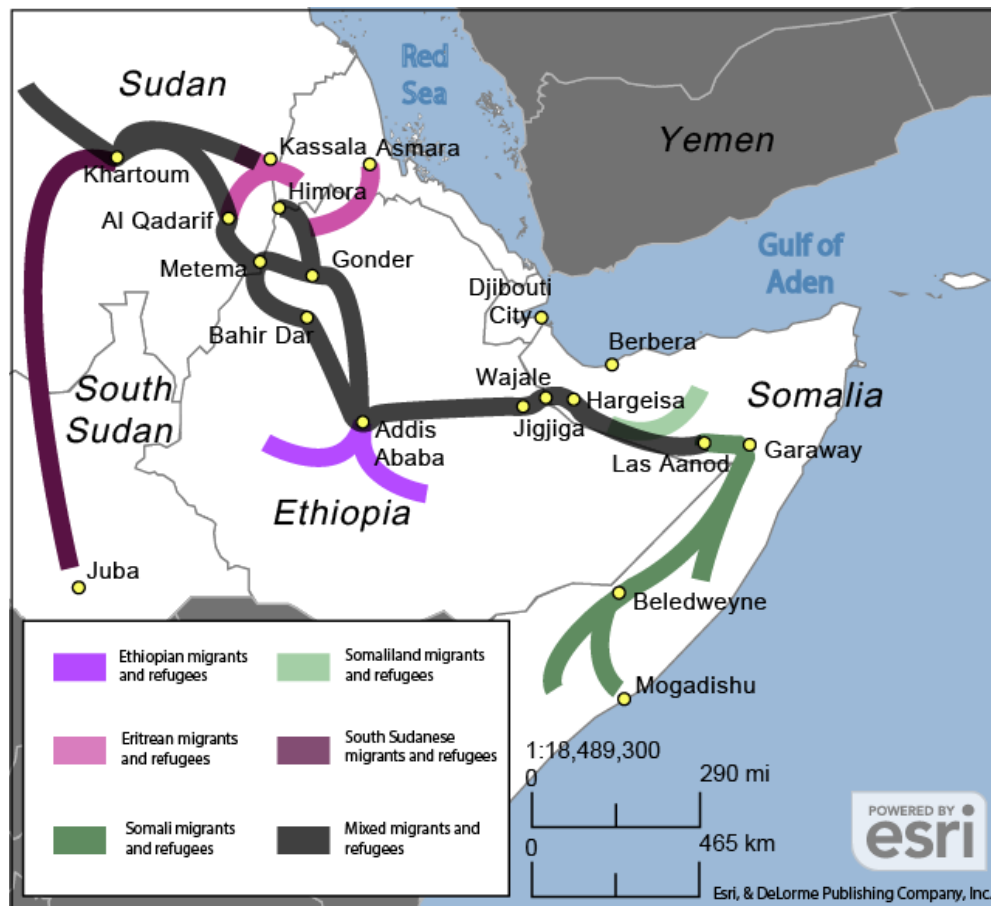 Red
Sea
Sudan
Yemen
Kassala
Asmara
Khartoum
Himora
Al Qadarif
Gulf of
Aden
Metema
Gonder
Djibouti
City
Bahir Dar
Berbera
South
Sudan
Wajale
Hargeisa
Somalia
Jigjiga
Addis
Ababa
Las Aanod
Garaway
Ethiopia
Juba
Beledweyne
Mogadishu
Ethiopian migrants
and refugees
Somaliland migrants
and refugees
Eritrean migrants
and refugees
South Sudanese
migrants and refugees
Somali migrants
and refugees
Mixed migrants and
refugees
1:18,489,300
0
290 mi
0
465 km
POWERED BY
esri
Esri, & DeLorme Publishing Company, Inc.